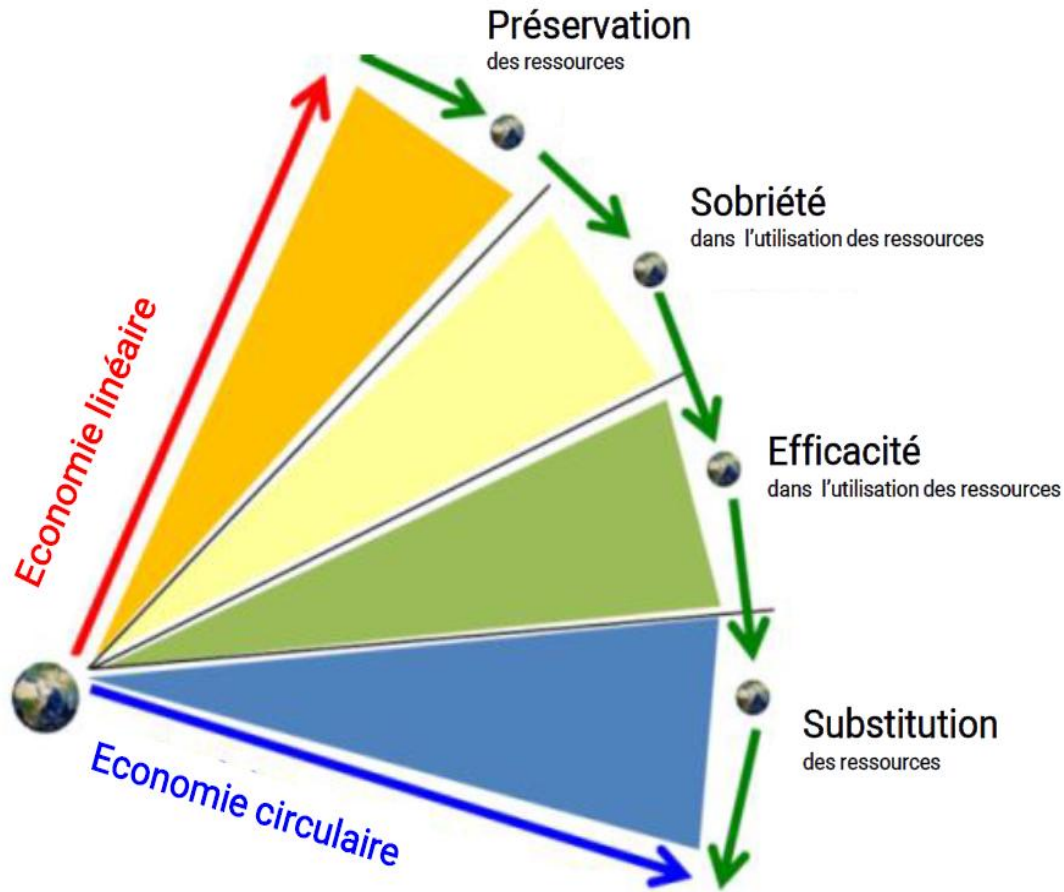 Préservation
des ressources
Sobriété
dans l'utilisation des ressources
Economie linéaire
Efficacité
dans l'utilisation des ressources
Substitution
des ressources
Economie circulaire